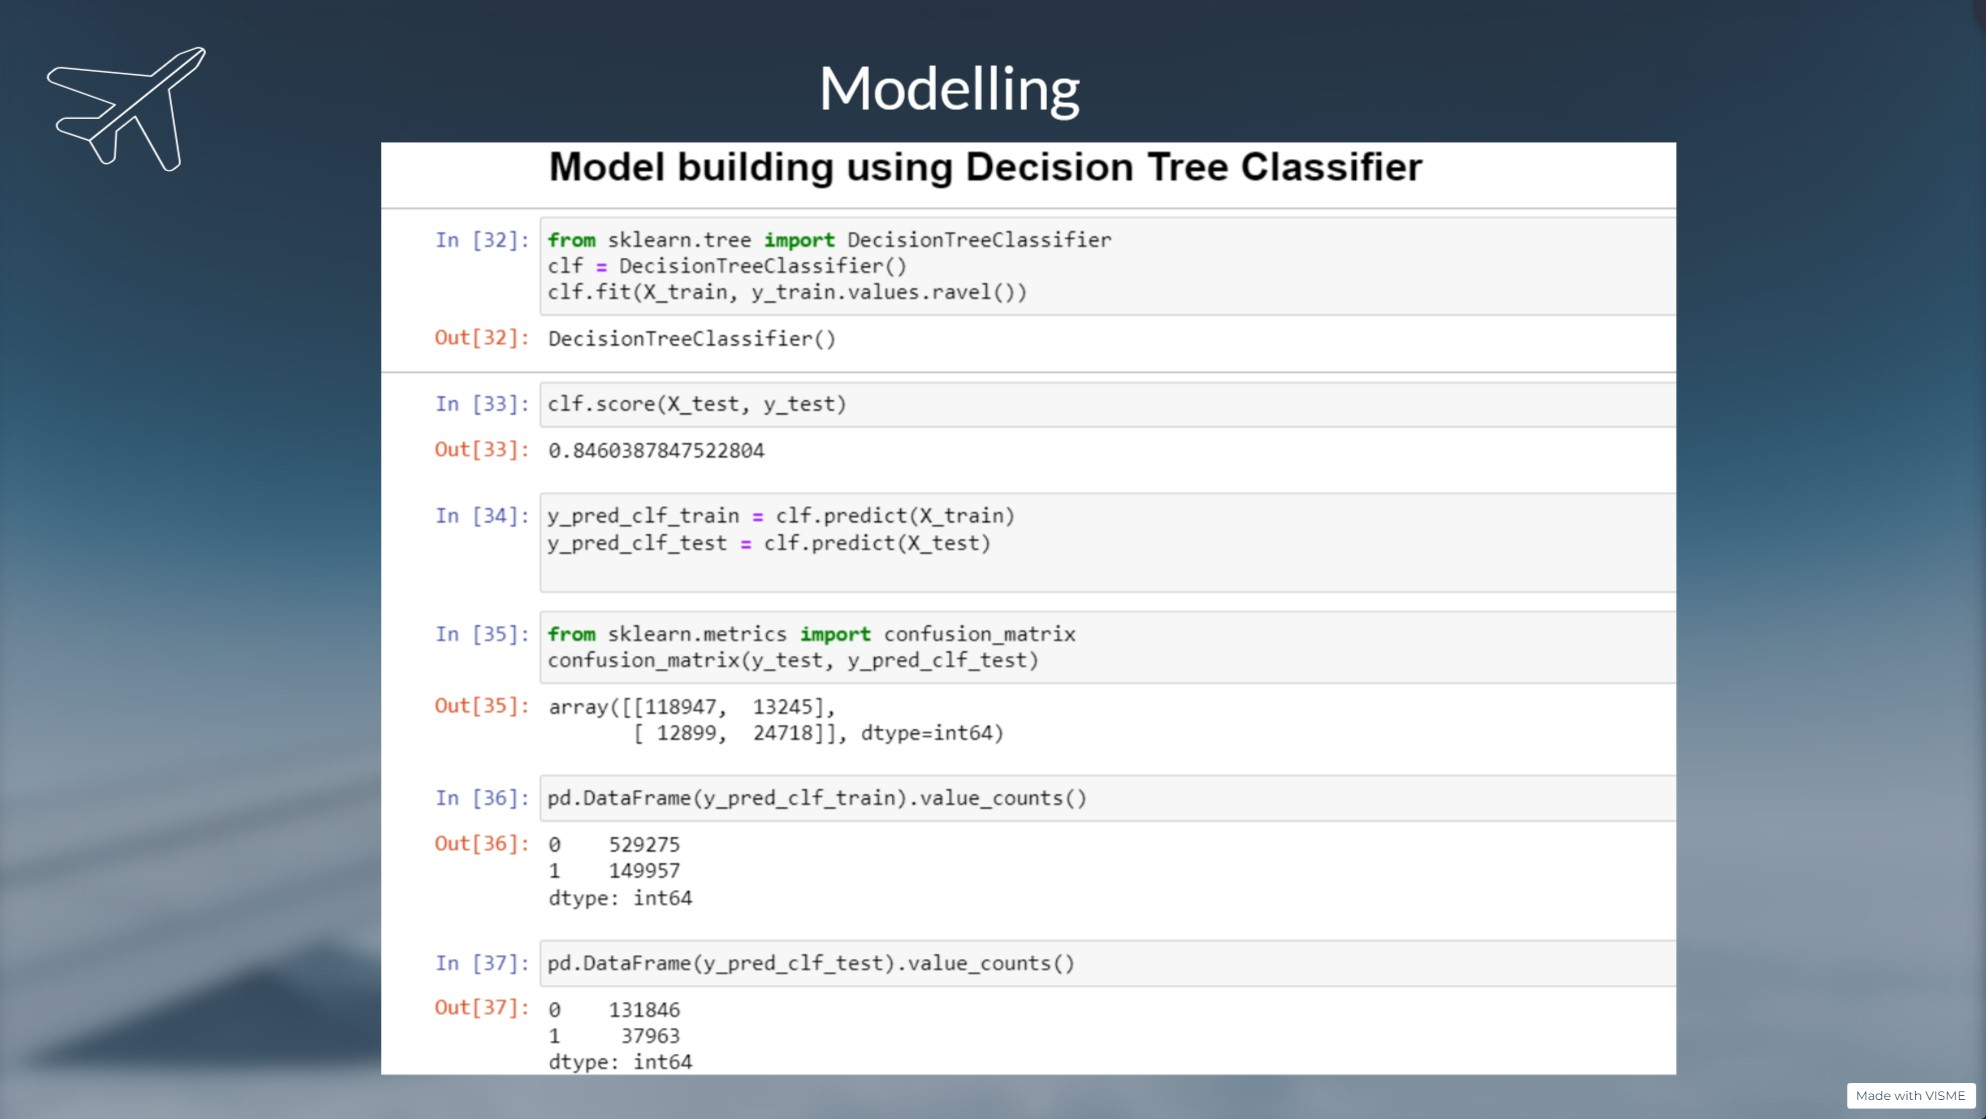 Modelling
Model building using Decision Tree Classifier
In [32]: from sklearn.tree import DecisionTreeClassifier
clf = DecisionTreeClassifier()
clf.fit(X_train, y_train.values.ravel())
Out[32]: DecisionTreeClassifier()
In [33]: clf.score(X_test, y_test)
Out[33]: 0.8460387847522804
In [34]: y_pred_clf_train = clf.predict(X_train)
y_pred_clf_test = clf.predict(X_test)
In [35]: from sklearn.metrics import confusion_matrix
confusion_matrix(y_test, y_pred_clf_test)
Out[35]: array([[118947,  13245],
[ 12899,  24718]], dtype=int64)
In [36]: pd.DataFrame(y_pred_clf_train).value_counts()
Out[36]: 0    529275
1    149957
dtype: int64
In [37]: pd.DataFrame(y_pred_clf_test).value_counts()
Out[37]: 0    131846
1     37963
dtype: int64
Made with VISME